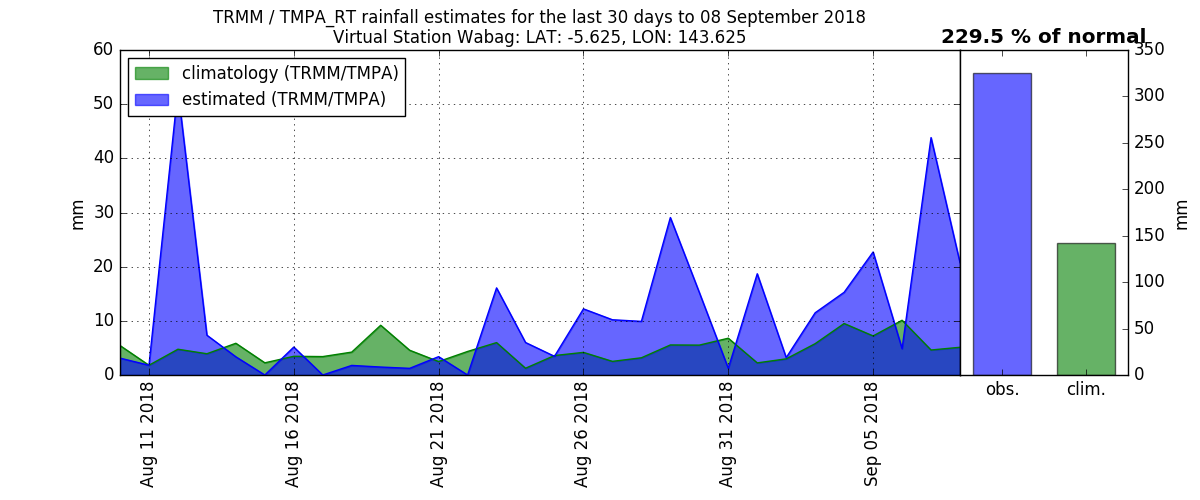 TRMM / TMPA_RT rainfall estimates for the last 30 days to 08 September 2018
Virtual Station Wabag: LAT: -5.625, LON: 143.625
229.5 % of normal
climatology (TRMM/TMPA)
estimated (TRMM/TMPA)
60
50
40
30
20
10
0
mm
Aug 11 2018
Aug 16 2018
Aug 21 2018
Aug 26 2018
Aug 31 2018
Sep 05 2018
obs.
clim.
350
300
250
200
150
100
50
0
mm